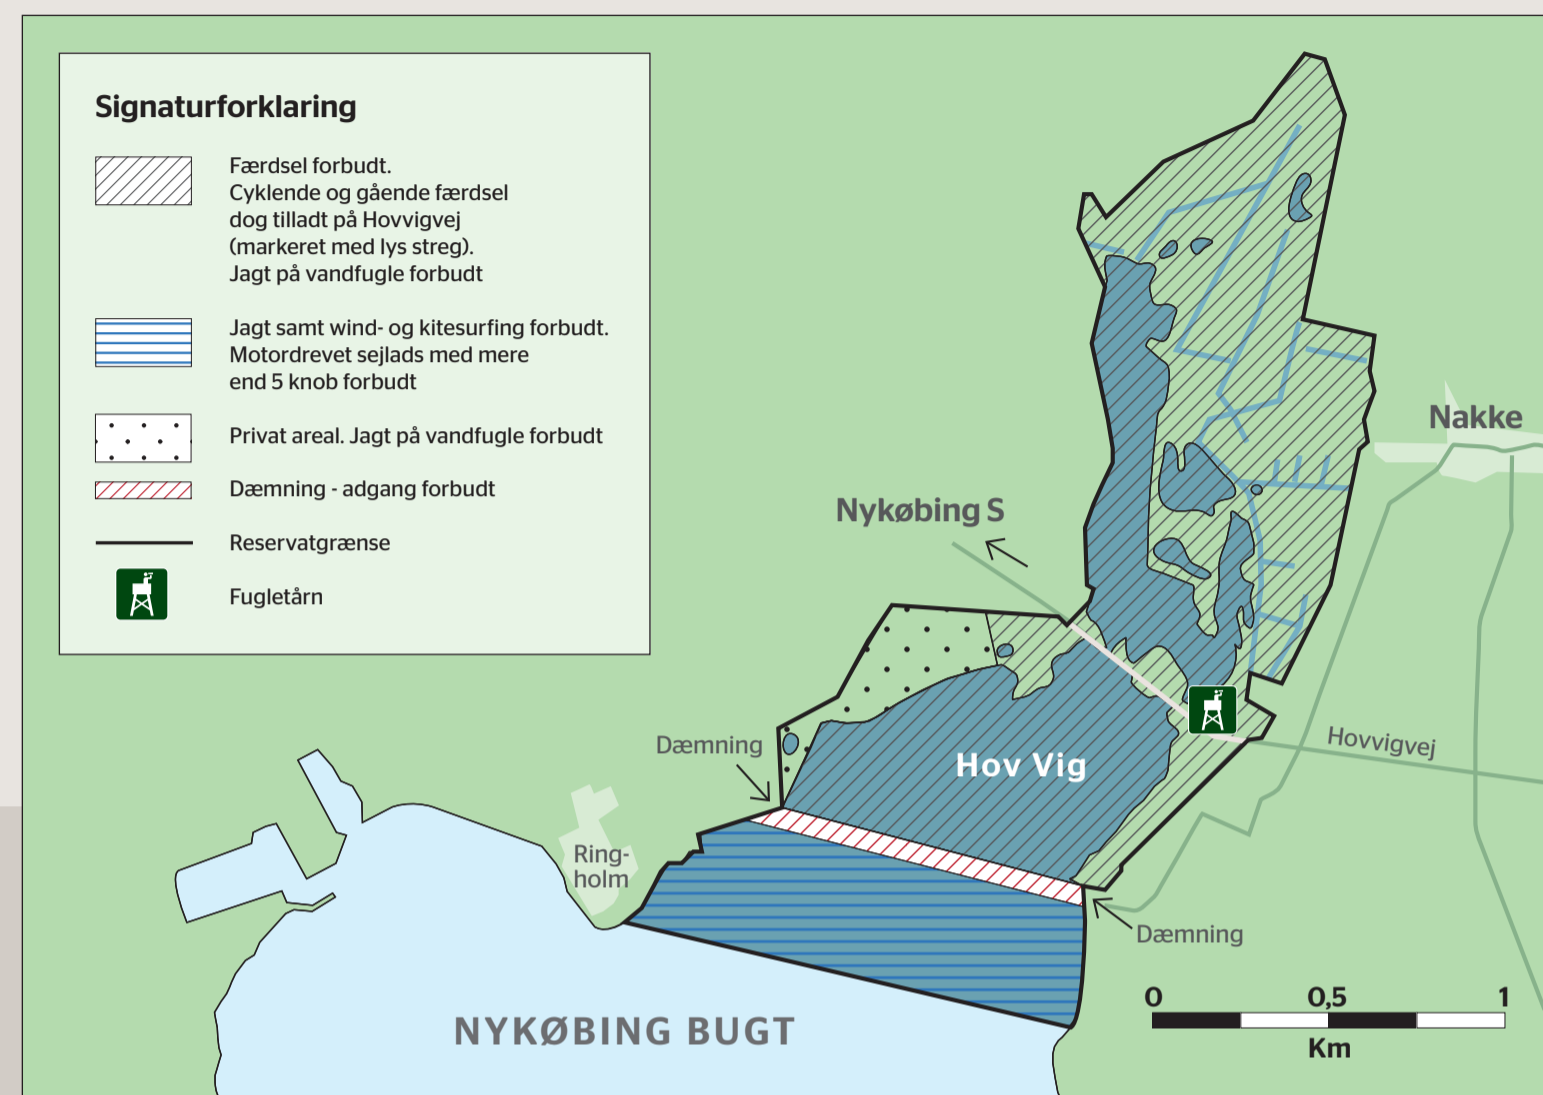 Signaturforklaring
Færdsel forbudt.
Cyklende og gående færdsel
dog tilladt på Hovvigvej
(markeret med lys streg).
Jagt på vandfugle forbudt
Jagt samt wind- og kitesurfing forbudt.
Motordrevet sejlads med mere
end 5 knob forbudt
Privat areal. Jagt på vandfugle forbudt
Dæmning - adgang forbudt
Reservatgrænse
Fugletårn
Nakke
Nykøbing S
Dæmning
Hov Vig
Hovvigvej
Ring-
holm
Dæmning
NYKØBING BUGT
0 0,5 1
Km